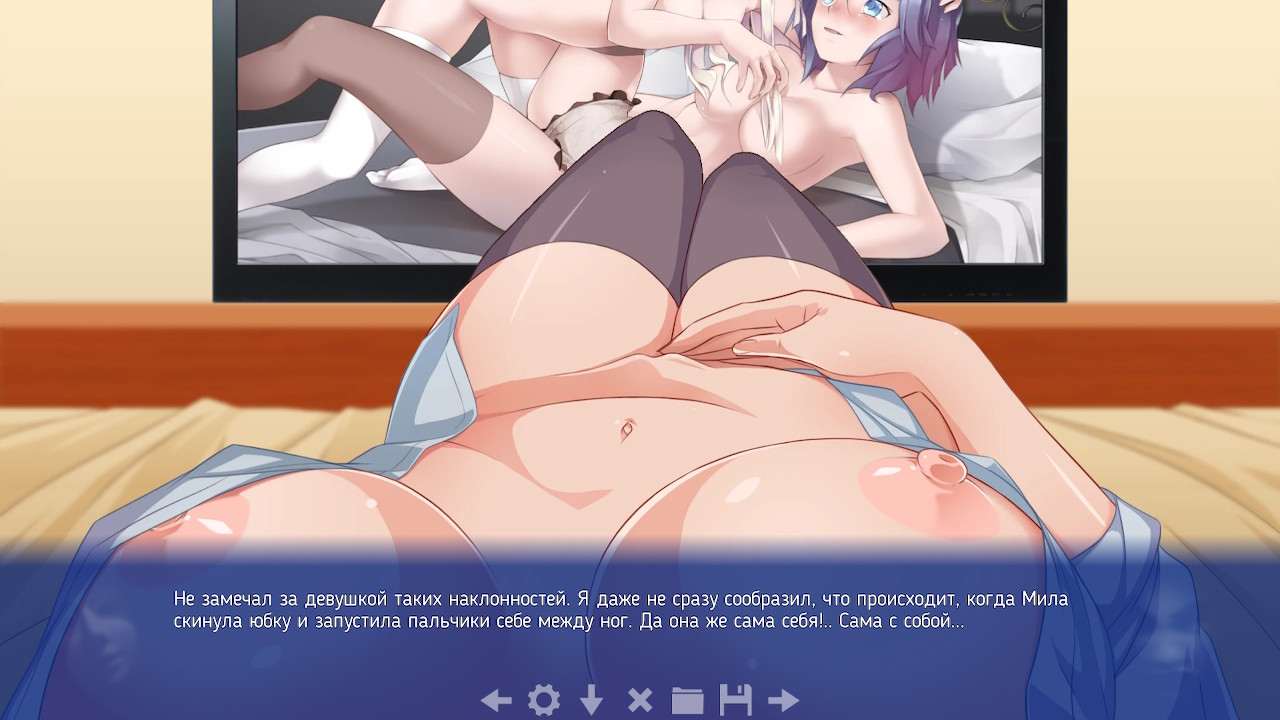 Не замечал за девушкой таких наклонностей. Я даже не сразу сообразил, что происходит, когда Мила
скинула юбку и запустила пальчики себе между ног. Да она же сама себя!.. Сама с собой...